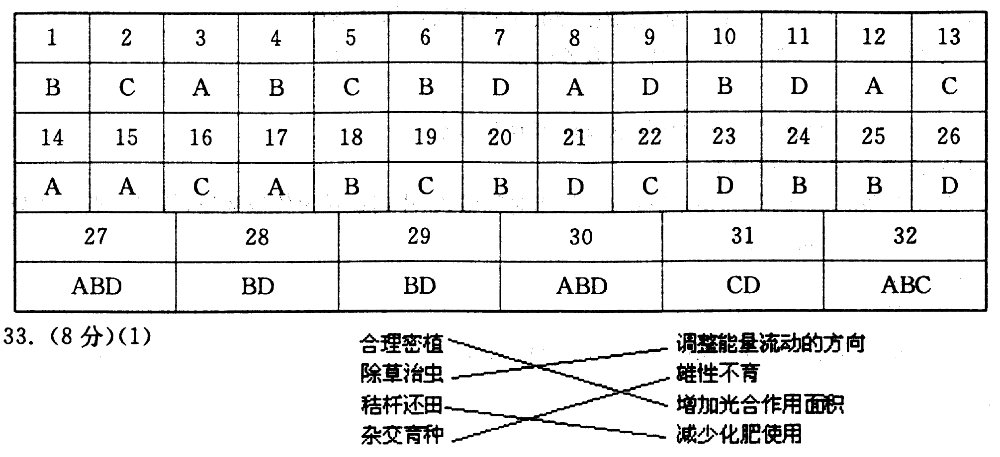 1 2 3 4 5 6 7 8 9 10 11 12 13
B C A B C B D A D B D A C
14 15 16 17 18 19 20 21 22 23 24 25 26
A A C A B C B D C D B B D
27 28 29 30 31 32
ABD BD BD ABD CD ABC
33. (8 分)(1) 合理密植 调整能量流动的方向
除草治虫 雄性不育
秸杆还田 增加光合作用面积
杂交育种 减少化肥使用